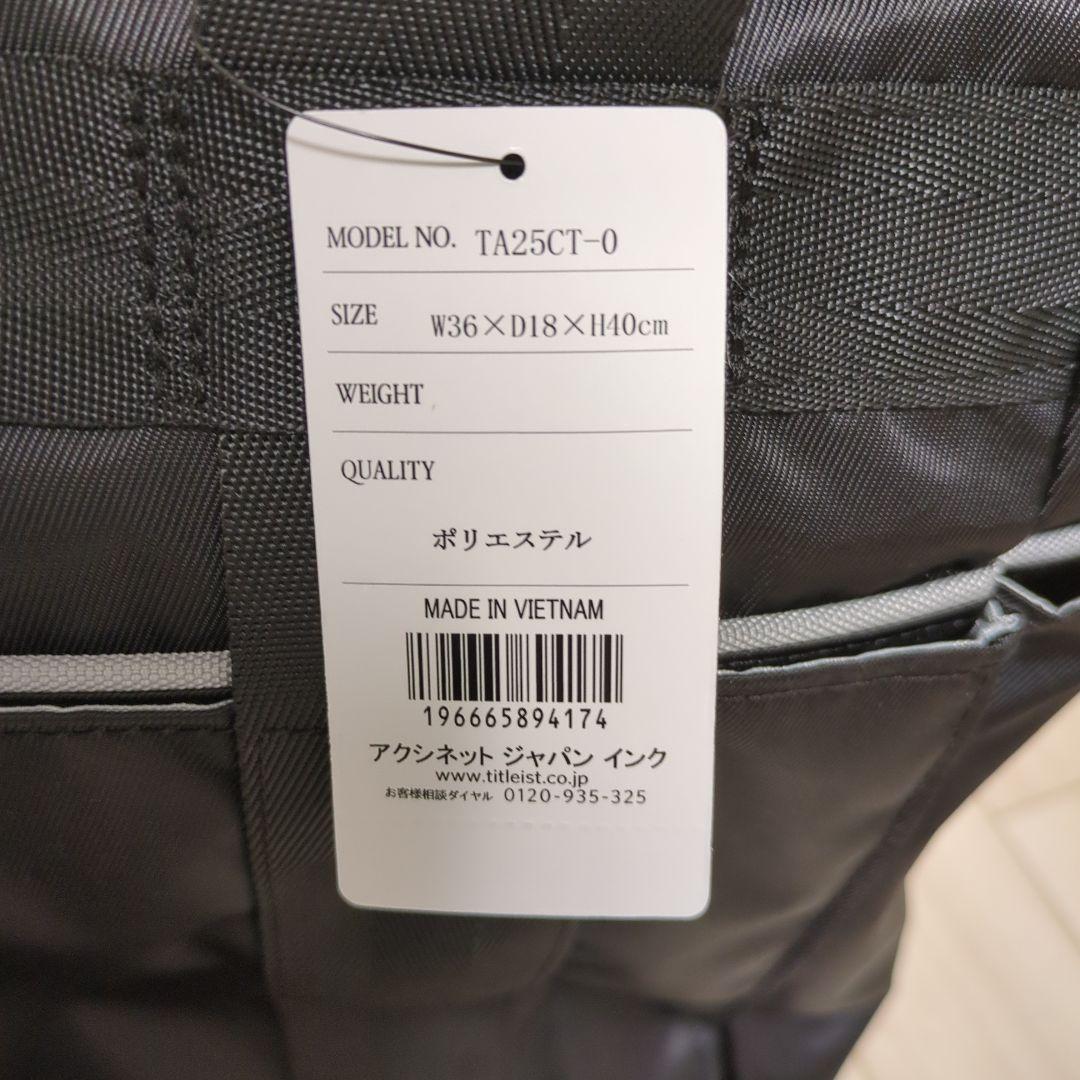 MODEL NO. TA25CT-0
SIZE W36×D18×H40cm
WEIGHT
QUALITY
ポリエステル
MADE IN VIETNAM
196665894174
アクシネット ジャパン インク
www.titleist.co.jp
お客様相談ダイヤル 0120-935-325